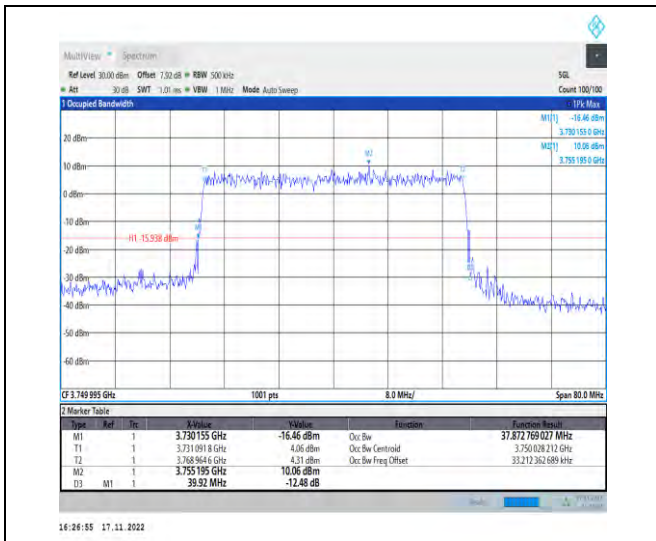 MultiView Spectrum
Ref Level 30.00 dBm Offset 7.92 dB RBW 500 kHz SGL
Att 30 dB SWT 1.01 ms VBW 1 MHz Mode Auto Sweep Count 100/100
1 Occupied Bandwidth 1Pk Max
M1[1] -16.46 dBm
3.730 155 0 GHz
20 dBm
M2[1] 10.06 dBm
3.755 195 0 GHz
M2
10 dBm
T1 T2
0 dBm
-10 dBm
M1
H1 -15.938 dBm
-20 dBm
-30 dBm
-40 dBm
-50 dBm
-60 dBm
CF 3.749 995 GHz 1001 pts 8.0 MHz/ Span 80.0 MHz
2 Marker Table
Type Ref Trc X-Value Y-Value Function Function Result
M1 1 3.730 155 GHz -16.46 dBm Occ Bw 37.872 769 027 MHz
T1 1 3.731 091 8 GHz 4.06 dBm Occ Bw Centroid 3.750 028 212 GHz
T2 1 3.768 964 6 GHz 4.31 dBm Occ Bw Freq Offset 33.212 362 689 kHz
M2 1 3.755 195 GHz 10.06 dBm
D3 M1 1 39.92 MHz -12.48 dB
16:26:55 17.11.2022